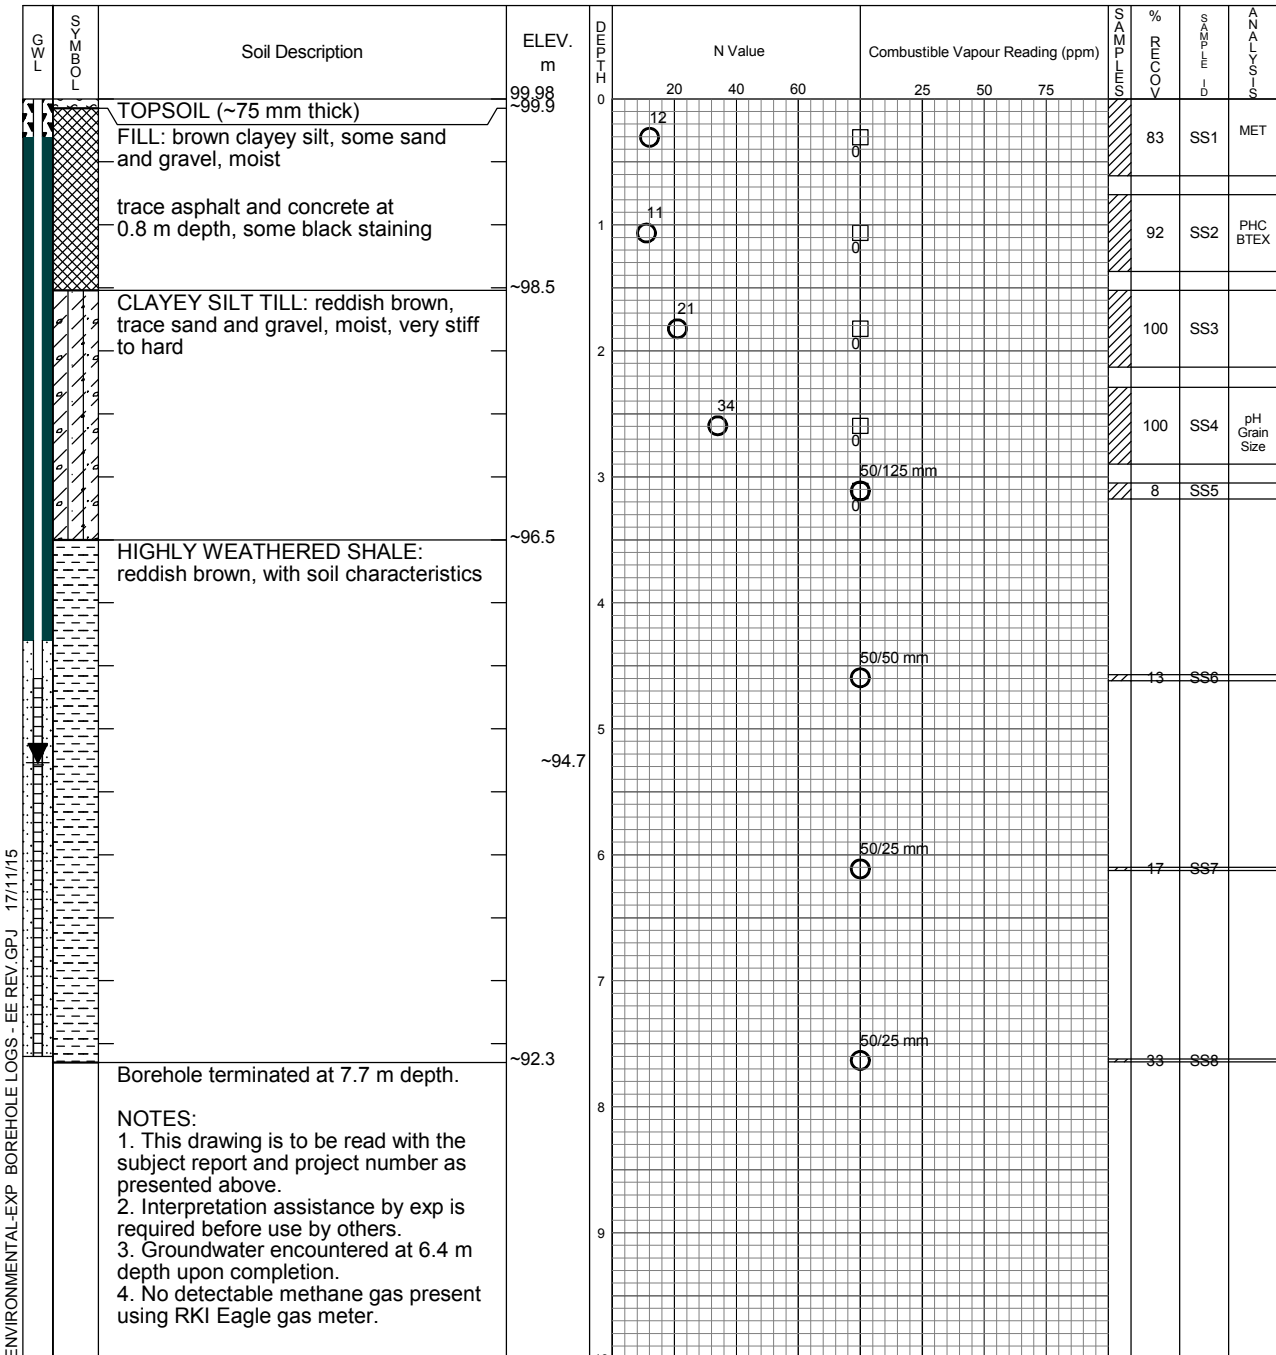 GWL
SYMBOL
Soil Description
ELEV.
m
DEPTH
N Value
Combustible Vapour Reading (ppm)
SAMPLES
% RECOV
SAMPLE ID
ANALYSIS
20 40 60 25 50 75
99.98
0
TOPSOIL (~75 mm thick)
~99.9
FILL: brown clayey silt, some sand
and gravel, moist
12
0
83
SS1
MET
trace asphalt and concrete at
0.8 m depth, some black staining
11
1
0
92
SS2
PHC
BTEX
~98.5
CLAYEY SILT TILL: reddish brown,
trace sand and gravel, moist, very stiff
to hard
21
0
100
SS3
2
34
0
100
SS4
pH
Grain
Size
50/125 mm
3
0
8
SS5
~96.5
HIGHLY WEATHERED SHALE:
reddish brown, with soil characteristics
4
50/50 mm
13
SS6
5
~94.7
50/25 mm
6
17
SS7
7
50/25 mm
33
SS8
~92.3
Borehole terminated at 7.7 m depth.
8
NOTES:
1. This drawing is to be read with the
subject report and project number as
presented above.
2. Interpretation assistance by exp is
required before use by others.
9
3. Groundwater encountered at 6.4 m
depth upon completion.
4. No detectable methane gas present
using RKI Eagle gas meter.
ENVIRONMENTAL-EXP BOREHOLE LOGS - EE REV.GPJ 17/11/15